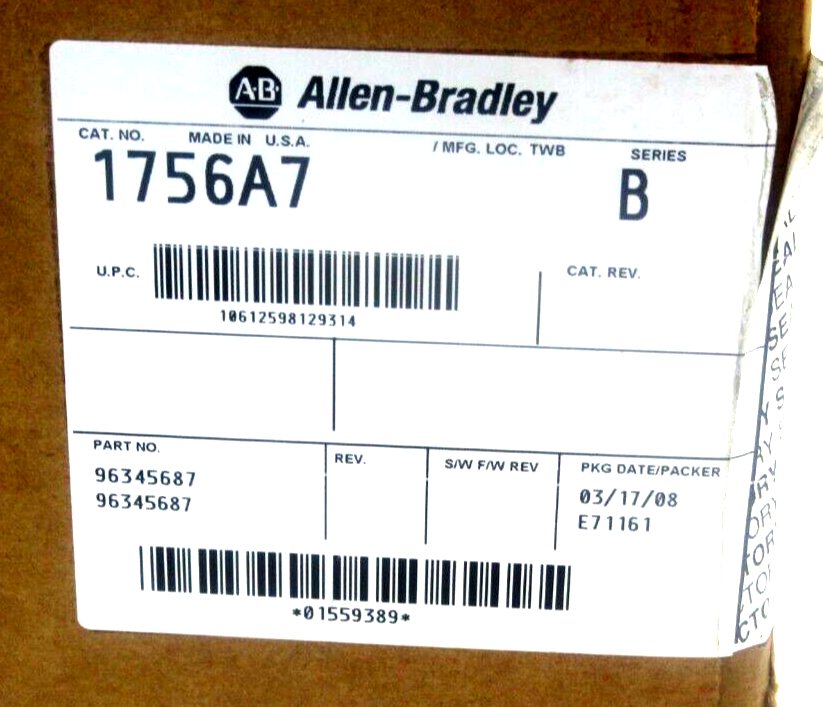 A·B Allen-Bradley
CAT. NO. MADE IN U.S.A. / MFG. LOC. TWB SERIES
1756A7 B
U.P.C. CAT. REV.
10612598129314
PART NO. REV. S/W F/W REV PKG DATE/PACKER
96345687 03/17/08
96345687 E71161
*01559389*